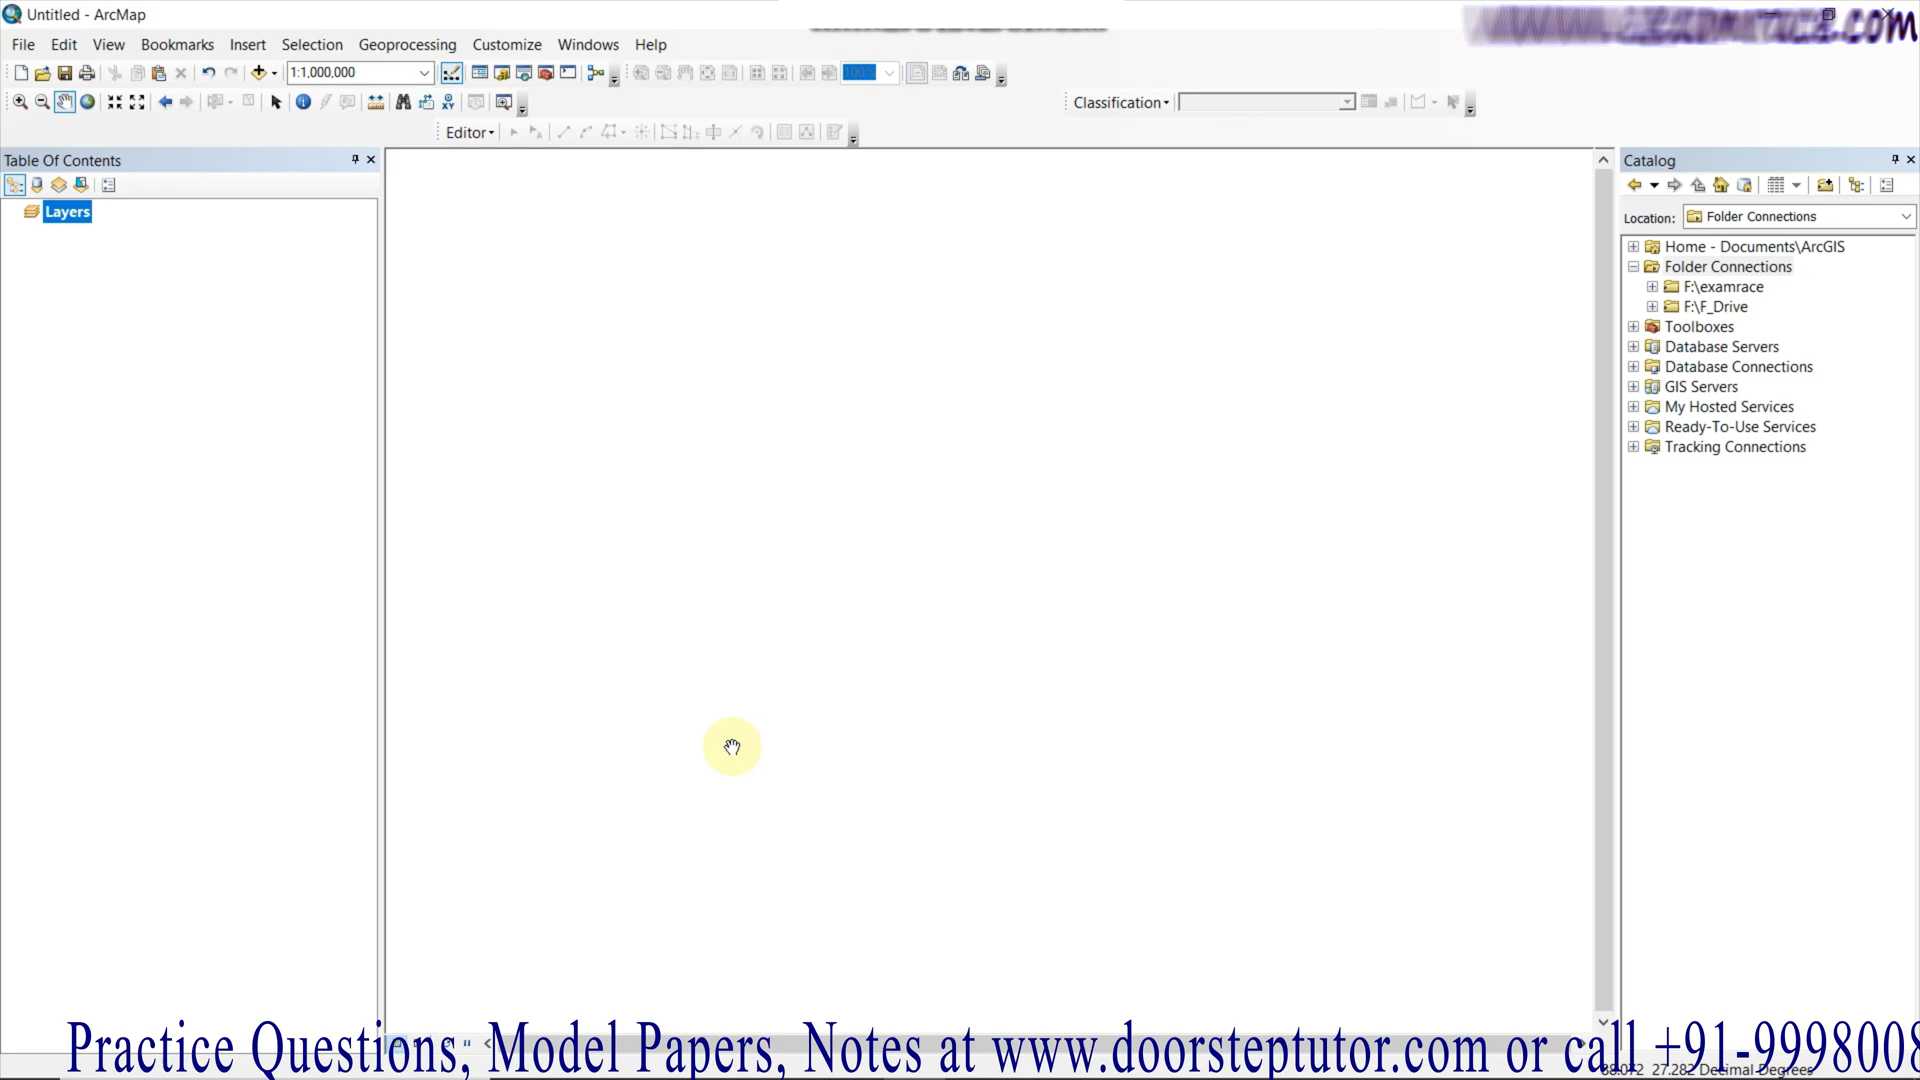 Untitled - ArcMap
File Edit View Bookmarks Insert Selection Geoprocessing Customize Windows Help
1:1,000,000
Classification
Editor
Table Of Contents
Layers
Catalog
Location: Folder Connections
Home - Documents\ArcGIS
Folder Connections
F:\examrace
F:\F_Drive
Toolboxes
Database Servers
Database Connections
GIS Servers
My Hosted Services
Ready-To-Use Services
Tracking Connections
Practice Questions, Model Papers, Notes at www.doorsteptutor.com or call +91-9998008
27.282 Decimal Degrees